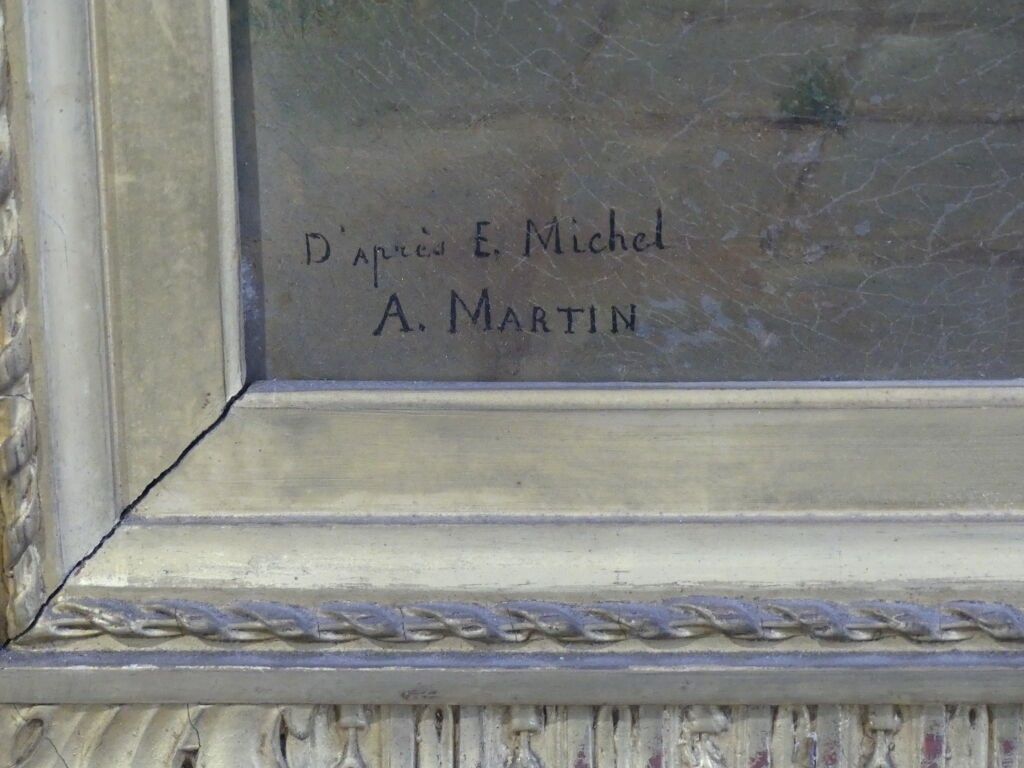 D'après E. Michel
A. MARTIN